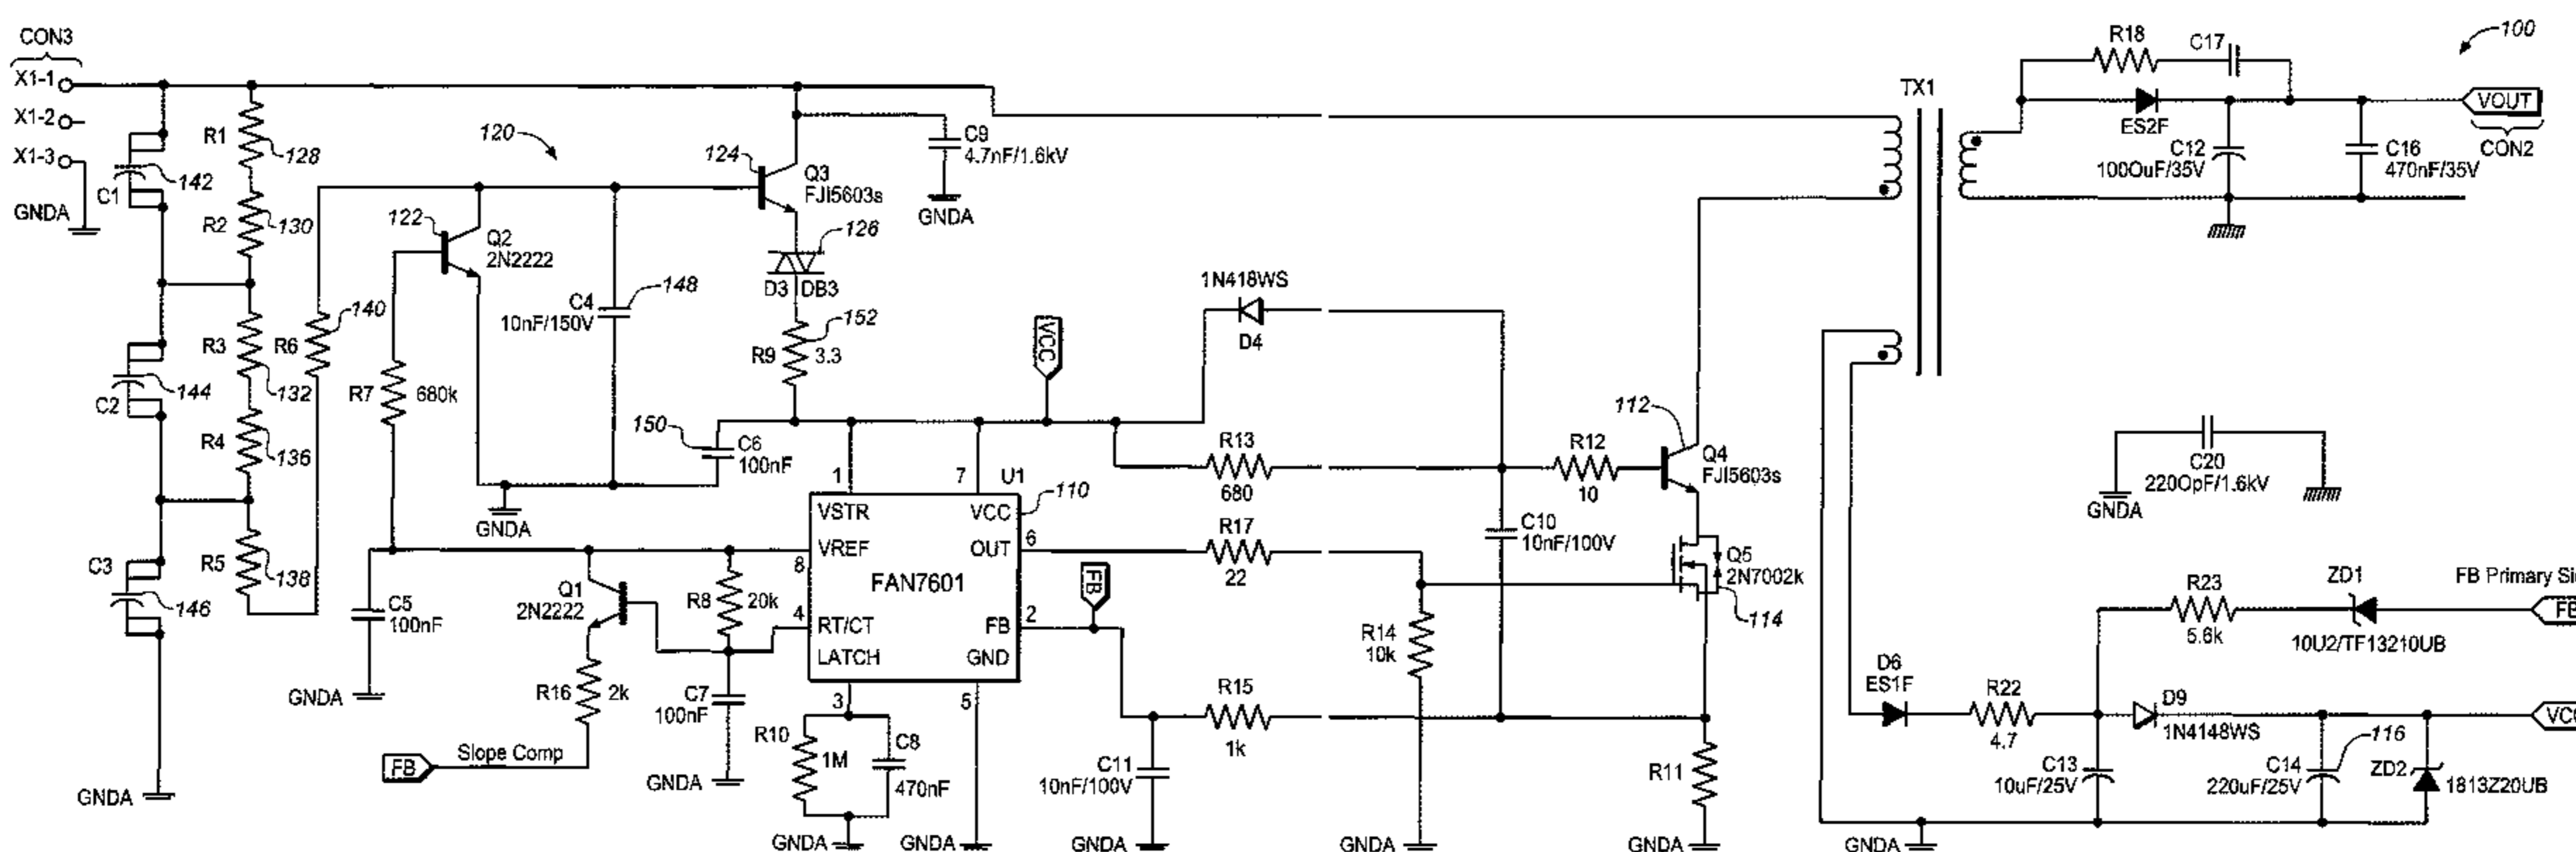 CON3
X1-1
X1-2
X1-3
GNDA
C1
142
R1
128
R2
130
C2
144
R3
132
R4
136
R5
138
C3
146
GNDA
R6
140
120
122
Q2
2N2222
R7
680k
C4
10nF/150V
148
124
Q3
FJI5603s
C9
4.7nF/1.6kV
GNDA
126
D3 DB3
152
R9
3.3
150
C6
100nF
GNDA
VCC
1N418WS
D4
R13
680
R17
22
C5
100nF
GNDA
Q1
2N2222
R8
20k
R16
2k
FB
Slope Comp
C7
100nF
GNDA
U1
110
1
7
VSTR
VCC
VREF
OUT
8
6
FAN7601
4
RT/CT
FB
2
LATCH
GND
3
5
R10
1M
C8
470nF
GNDA
GNDA
FB
C11
10nF/100V
GNDA
R15
1k
R14
10k
GNDA
C10
10nF/100V
R12
10
112
Q4
FJI5603s
Q5
2N7002k
114
R11
GNDA
TX1
R18
C17
ES2F
C12
100OuF/35V
C16
470nF/35V
VOUT
CON2
100
C20
220OpF/1.6kV
GNDA
D6
ES1F
R22
4.7
R23
5.6k
ZD1
10U2/TF13210UB
FB Primary Si
FB
D9
1N4148WS
VC
C13
10uF/25V
C14
220uF/25V
116
ZD2
1813Z20UB
GNDA